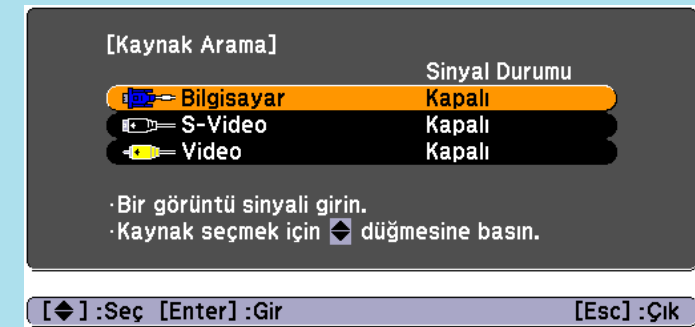 [Kaynak Arama]
Sinyal Durumu
Bilgisayar Kapalı
S-Video Kapalı
Video Kapalı
·Bir görüntü sinyali girin.
·Kaynak seçmek için düğmesine basın.
[◆]:Seç [Enter]:Gir [Esc]:Çık